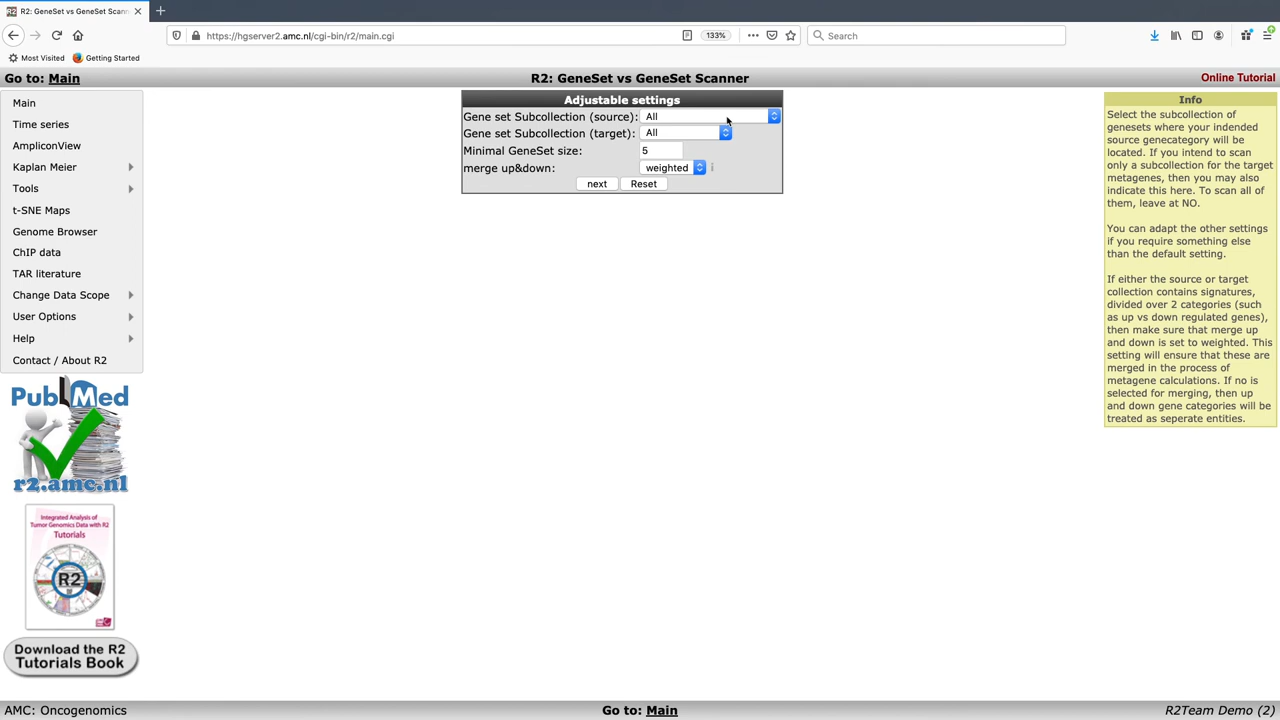 R2: GeneSet vs GeneSet Scann
https://hgserver2.amc.nl/cgi-bin/r2/main.cgi
133%
Search
Most Visited
Getting Started
Go to: Main
R2: GeneSet vs GeneSet Scanner
Online Tutorial
Main
Time series
AmpliconView
Kaplan Meier
Tools
t-SNE Maps
Genome Browser
ChIP data
TAR literature
Change Data Scope
User Options
Help
Contact / About R2
PubMed
r2.amc.nl
Integrated Analysis of
Tumor Genomics Data with R2
Tutorials
R2
Download the R2
Tutorials Book
Adjustable settings
Gene set Subcollection (source): All
Gene set Subcollection (target): All
Minimal GeneSet size: 5
merge up&down: weighted
next Reset
Info
Select the subcollection of
genesets where your indended
source genecategory will be
located. If you intend to scan
only a subcollection for the target
metagenes, then you may also
indicate this here. To scan all of
them, leave at NO.
You can adapt the other settings
if you require something else
than the default setting.
If either the source or target
collection contains signatures,
divided over 2 categories (such
as up vs down regulated genes),
then make sure that merge up
and down is set to weighted. This
setting will ensure that these are
merged in the process of
metagene calculations. If no is
selected for merging, then up
and down gene categories will be
treated as seperate entities.
AMC: Oncogenomics
Go to: Main
R2Team Demo (2)